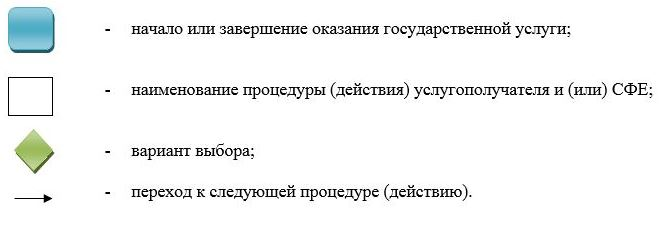 - начало или завершение оказания государственной услуги;
- наименование процедуры (действия) услугополучателя и (или) СФЕ;
- вариант выбора;
- переход к следующей процедуре (действию).